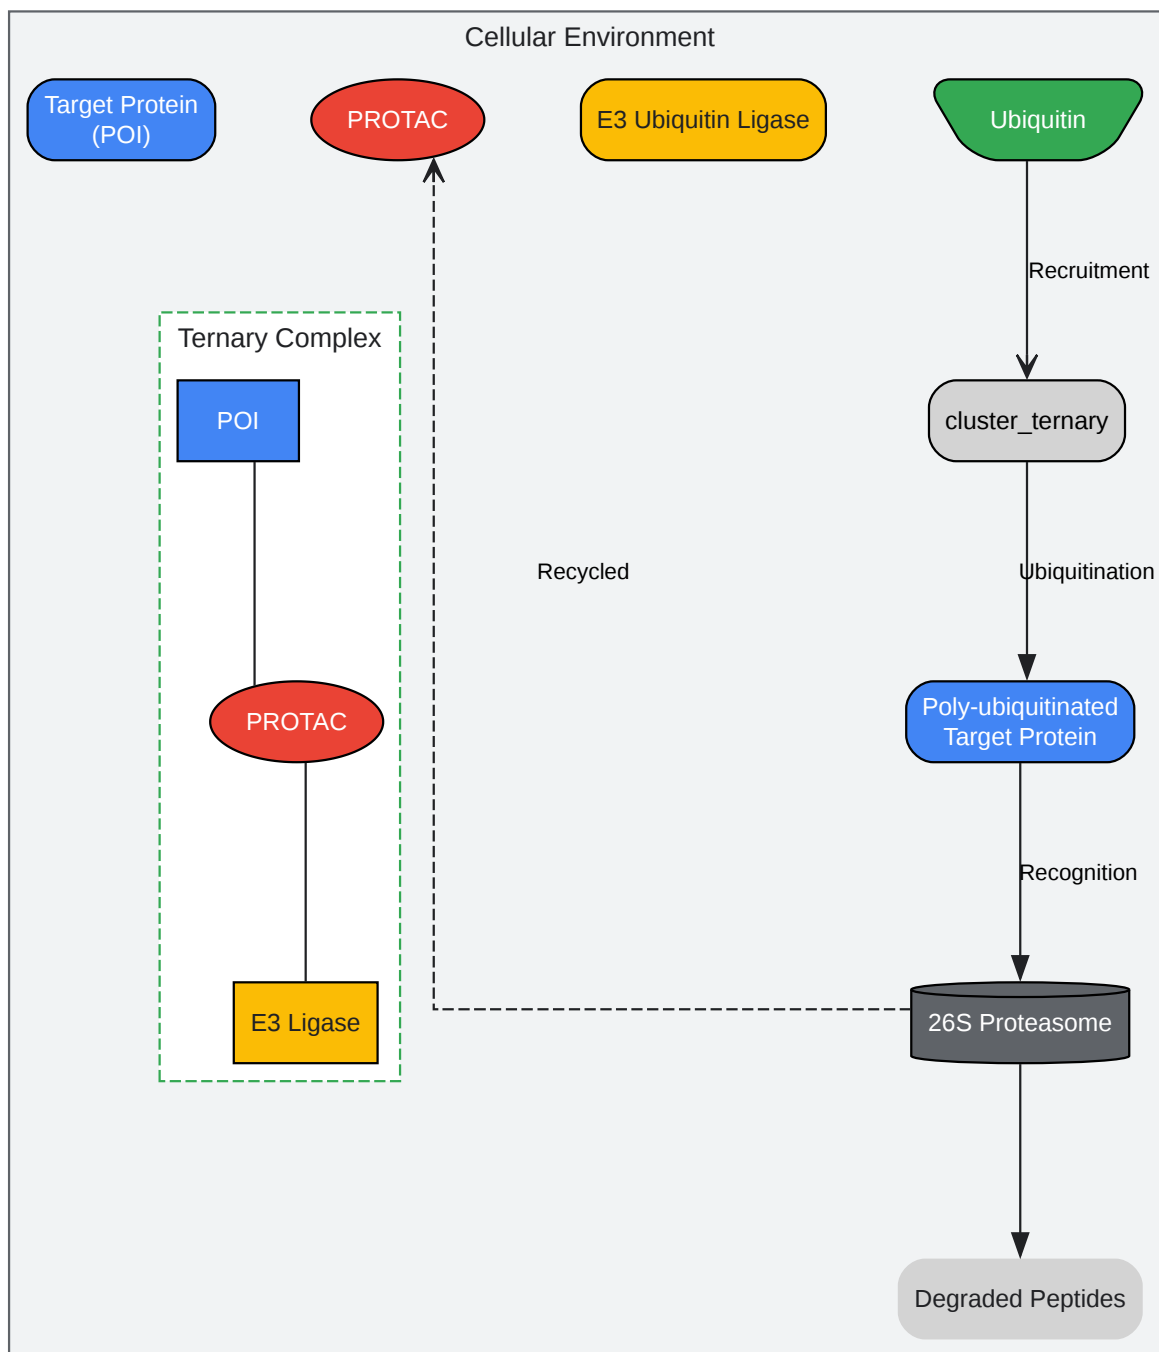 Cellular Environment
Target Protein
(POI)
PROTAC
E3 Ubiquitin Ligase
Ubiquitin
Recruitment
Ternary Complex
POI
cluster_ternary
Recycled
Ubiquitination
PROTAC
Poly-ubiquitinated
Target Protein
Recognition
E3 Ligase
26S Proteasome
Degraded Peptides